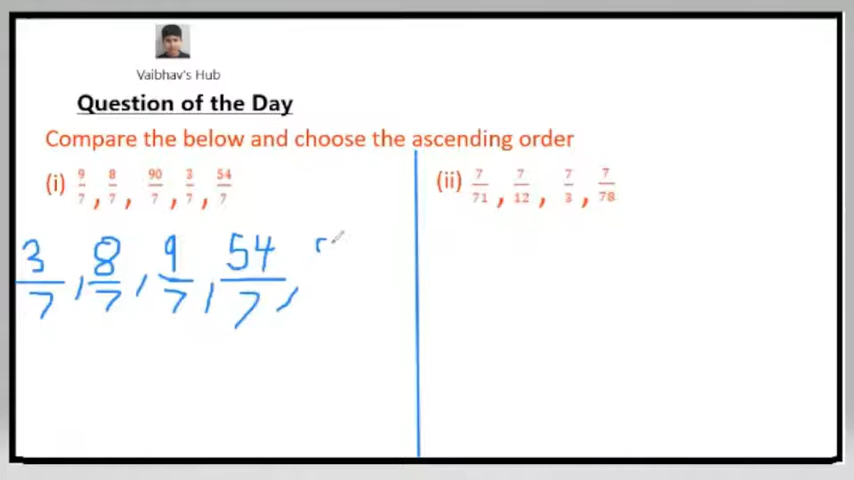 Vaibhav's Hub
Question of the Day
Compare the below and choose the ascending order
(i) 9/7, 8/7, 90/7, 3/7, 54/7
(ii) 7/71, 7/12, 7/3, 7/78
3/7, 8/7, 9/7, 54/7,